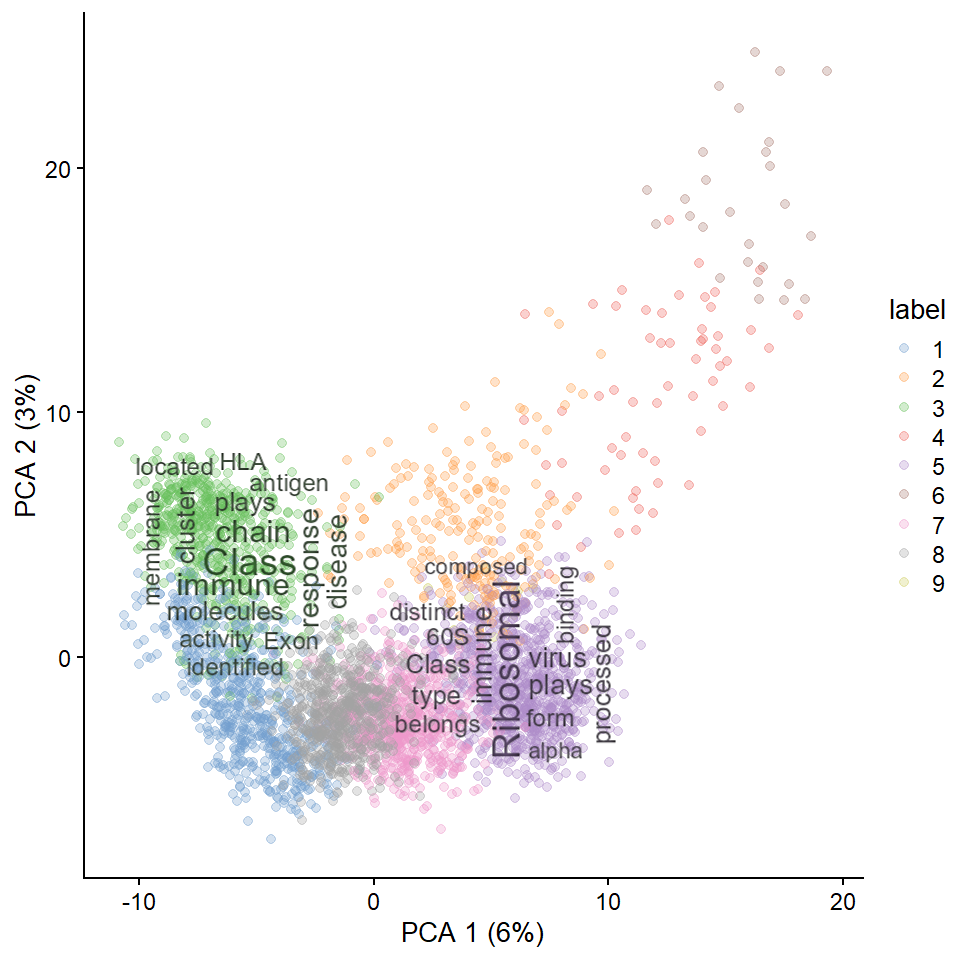 20
10
0
-10
0
10
20
PCA 2 (3%)
PCA 1 (6%)
label
1
2
3
4
5
6
7
8
9
located
HLA
antigen
membrane
cluster
plays
chain
Class
immune
response
disease
molecules
activity
Exon
identified
composed
distinct
60S
immune
Ribosomal
binding
Class
type
belongs
virus
plays
form
alpha
processed